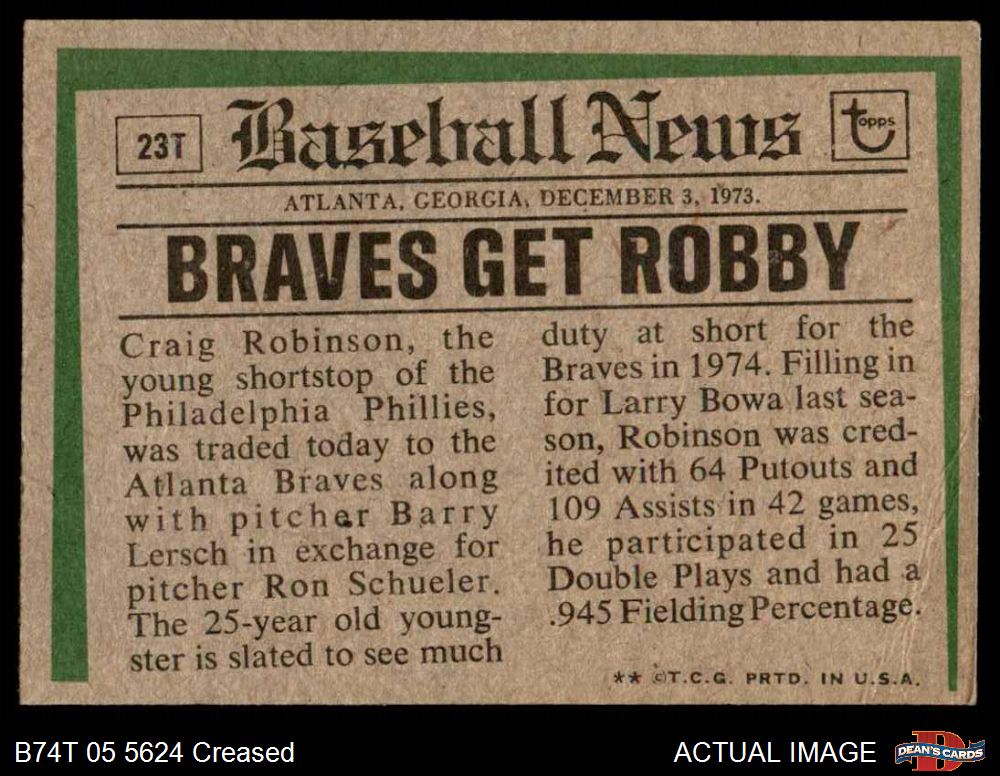 23T
Baseball News
topps
ATLANTA, GEORGIA, DECEMBER 3, 1973.
BRAVES GET ROBBY
Craig Robinson, the
young shortstop of the
Philadelphia Phillies,
was traded today to the
Atlanta Braves along
with pitcher Barry
Lersch in exchange for
pitcher Ron Schueler.
The 25-year old young-
ster is slated to see much
duty at short for the
Braves in 1974. Filling in
for Larry Bowa last sea-
son, Robinson was cred-
ited with 64 Putouts and
109 Assists in 42 games,
he participated in 25
Double Plays and had a
.945 Fielding Percentage.
** ©T.C.G. PRTD. IN U.S.A.
B74T 05 5624 Creased
ACTUAL IMAGE
DEAN'S CARDS